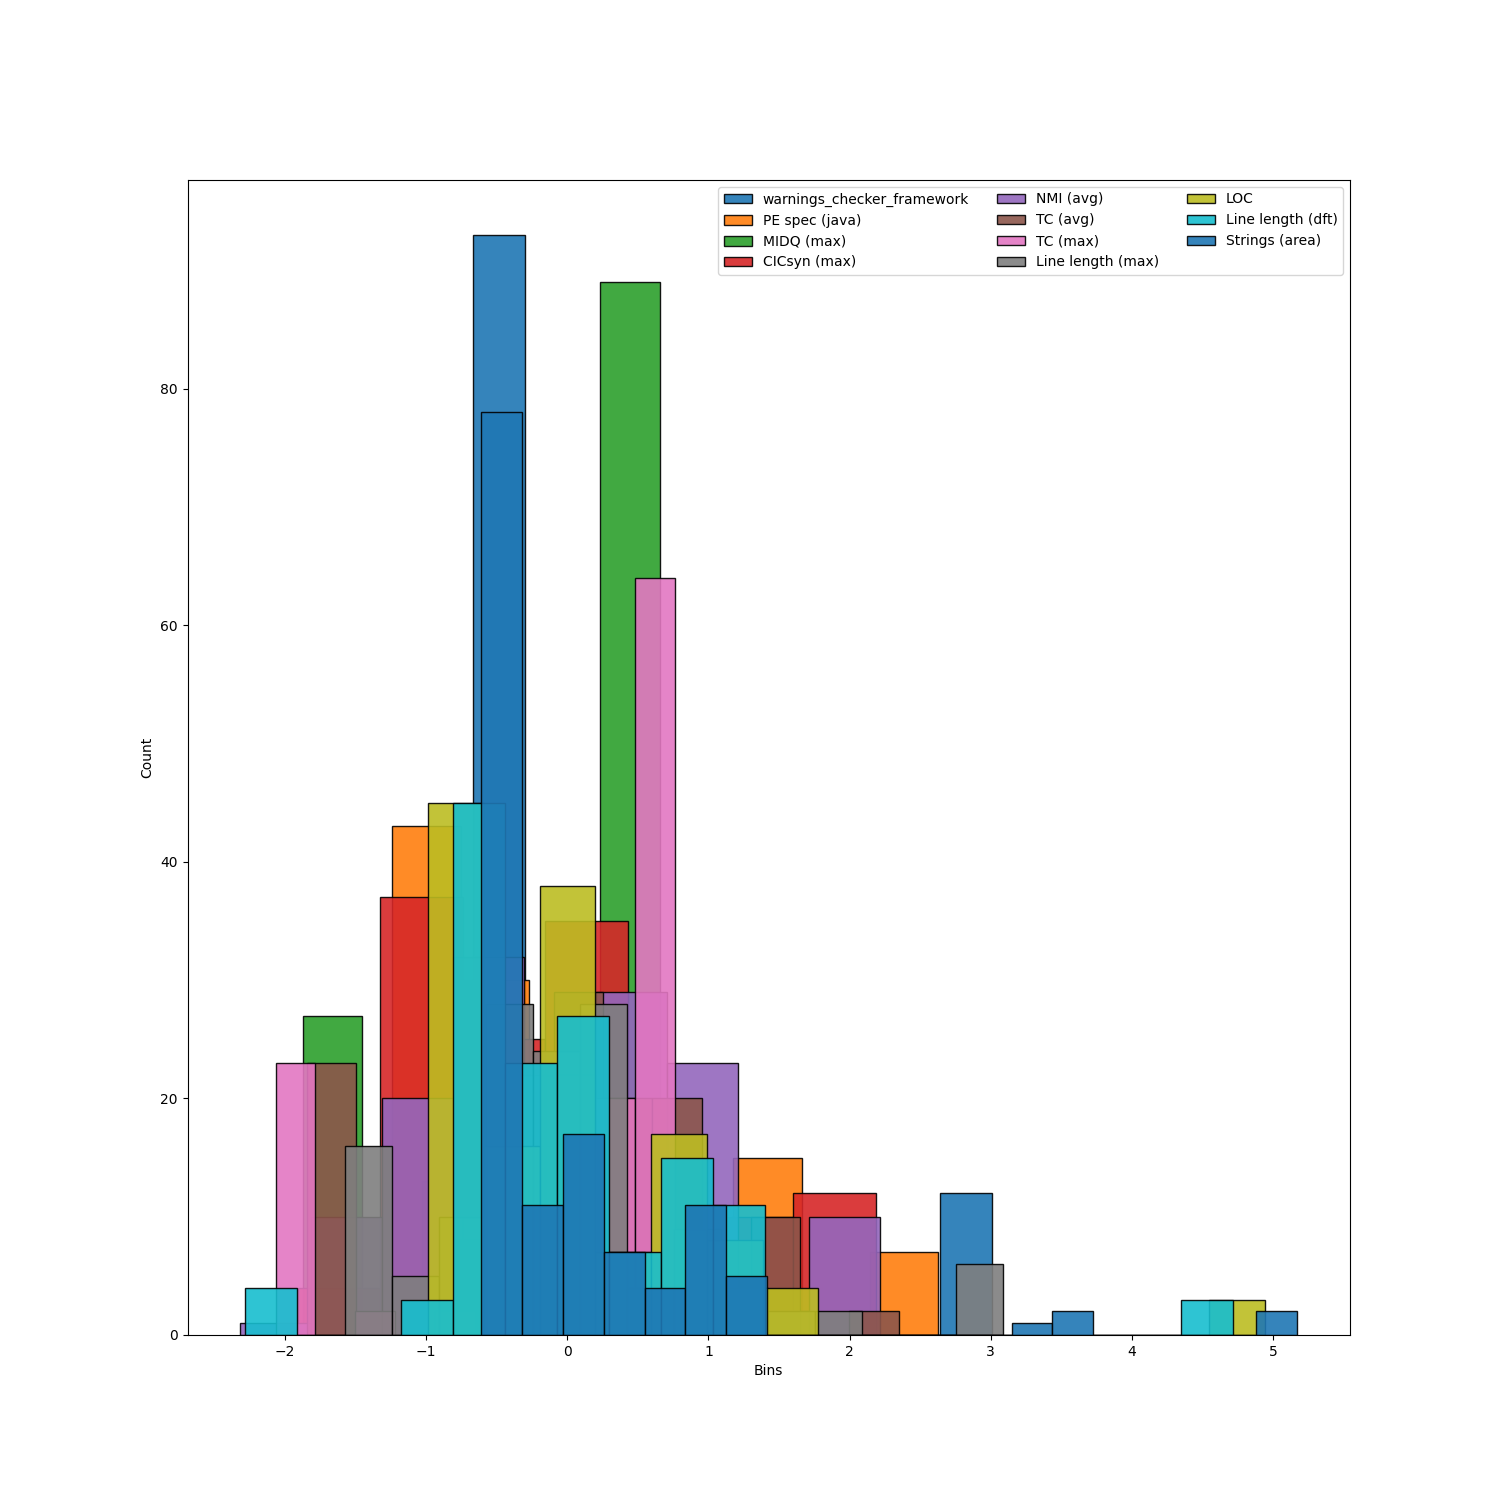 warnings_checker_framework
PE spec (java)
MIDQ (max)
CICsyn (max)
NMI (avg)
TC (avg)
TC (max)
Line length (max)
LOC
Line length (dft)
Strings (area)
80
60
40
20
0
Count
−2 −1 0 1 2 3 4 5
Bins